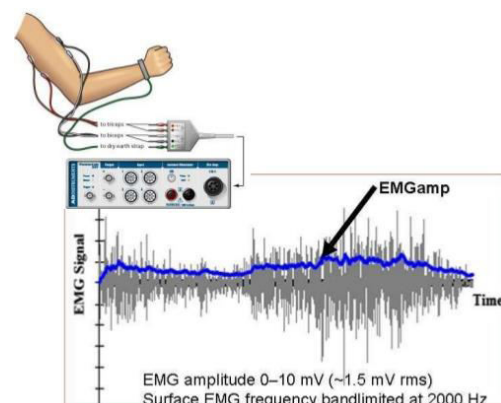 to triceps
to biceps
to dry earth strap
EMGamp
EMG Signal
Time
EMG amplitude 0–10 mV (~1.5 mV rms)
Surface EMG frequency bandlimited at 2000 Hz